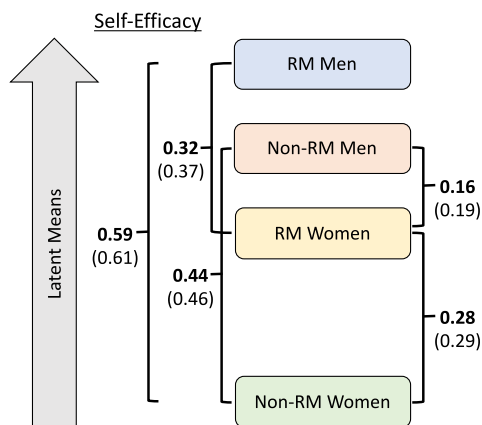 Self-Efficacy
RM Men
Non-RM Men
0.32
(0.37)
0.16
(0.19)
RM Women
0.59
(0.61)
Latent Means
0.44
(0.46)
0.28
(0.29)
Non-RM Women